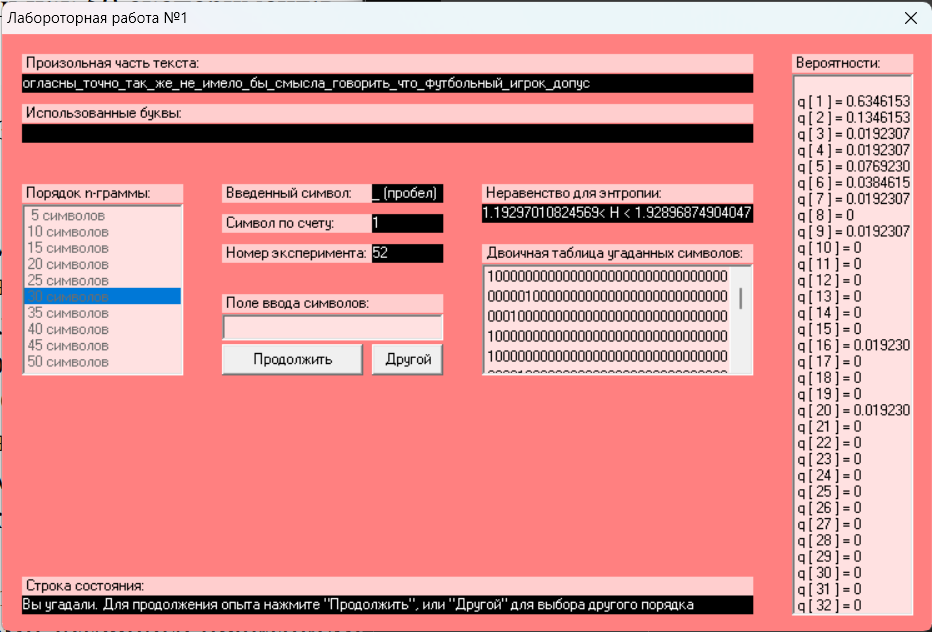 Лабороторная работа №1
Произольная часть текста:
огласны_точно_так_же_не_имело_бы_смысла_говорить_что_футбольный_игрок_допус
Использованные буквы:
Порядок n-граммы:
5 символов
10 символов
15 символов
20 символов
25 символов
30 символов
35 символов
40 символов
45 символов
50 символов
Введенный символ: _ (пробел)
Символ по счету: 1
Номер эксперимента: 52
Поле ввода символов:
Продолжить
Другой
Неравенство для энтропии:
1.19297010824569< H < 1.92896874904047
Двоичная таблица угаданных символов:
10000000000000000000000000000000
00000100000000000000000000000000
00010000000000000000000000000000
10000000000000000000000000000000
10000000000000000000000000000000
Вероятности:
q [ 1 ] = 0.6346153
q [ 2 ] = 0.1346153
q [ 3 ] = 0.0192307
q [ 4 ] = 0.0192307
q [ 5 ] = 0.0769230
q [ 6 ] = 0.0384615
q [ 7 ] = 0.0192307
q [ 8 ] = 0
q [ 9 ] = 0.0192307
q [ 10 ] = 0
q [ 11 ] = 0
q [ 12 ] = 0
q [ 13 ] = 0
q [ 14 ] = 0
q [ 15 ] = 0
q [ 16 ] = 0.019230
q [ 17 ] = 0
q [ 18 ] = 0
q [ 19 ] = 0
q [ 20 ] = 0.019230
q [ 21 ] = 0
q [ 22 ] = 0
q [ 23 ] = 0
q [ 24 ] = 0
q [ 25 ] = 0
q [ 26 ] = 0
q [ 27 ] = 0
q [ 28 ] = 0
q [ 29 ] = 0
q [ 30 ] = 0
q [ 31 ] = 0
q [ 32 ] = 0
Строка состояния:
Вы угадали. Для продолжения опыта нажмите "Продолжить", или "Другой" для выбора другого порядка